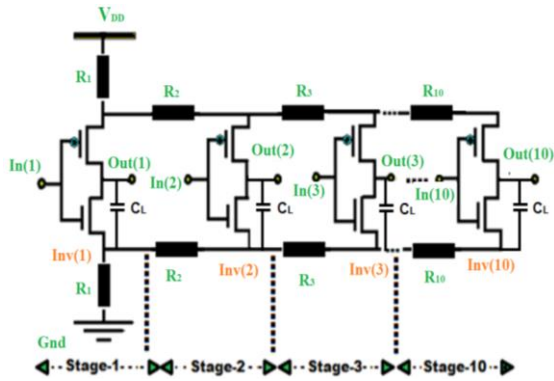 VDD
R1
R2
R3
R10
In(1)
Out(1)
In(2)
Out(2)
In(3)
Out(3)
In(10)
Out(10)
CL
CL
CL
CL
Inv(1)
R2
Inv(2)
R3
Inv(3)
R10
Inv(10)
R1
Gnd
Stage-1
Stage-2
Stage-3
Stage-10